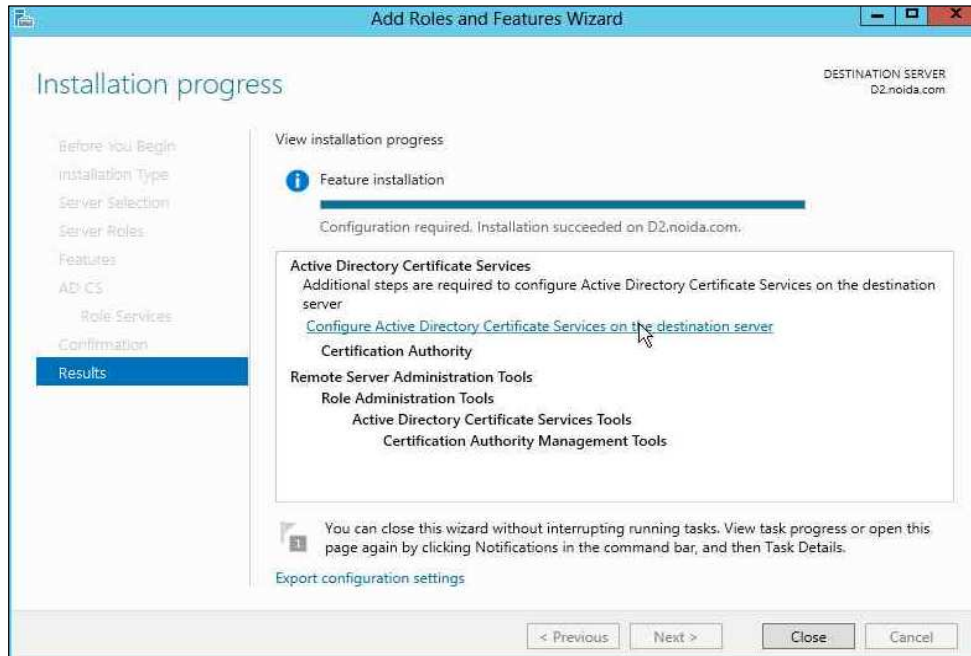 Add Roles and Features Wizard
Installation progress
DESTINATION SERVER
D2.noida.com
Before You Begin
Installation Type
Server Selection
Server Roles
Features
AD CS
Role Services
Confirmation
Results
View installation progress
Feature installation
Configuration required. Installation succeeded on D2.noida.com.
Active Directory Certificate Services
Additional steps are required to configure Active Directory Certificate Services on the destination
server
Configure Active Directory Certificate Services on the destination server
Certification Authority
Remote Server Administration Tools
Role Administration Tools
Active Directory Certificate Services Tools
Certification Authority Management Tools
1
You can close this wizard without interrupting running tasks. View task progress or open this
page again by clicking Notifications in the command bar, and then Task Details.
Export configuration settings
< Previous
Next >
Close
Cancel